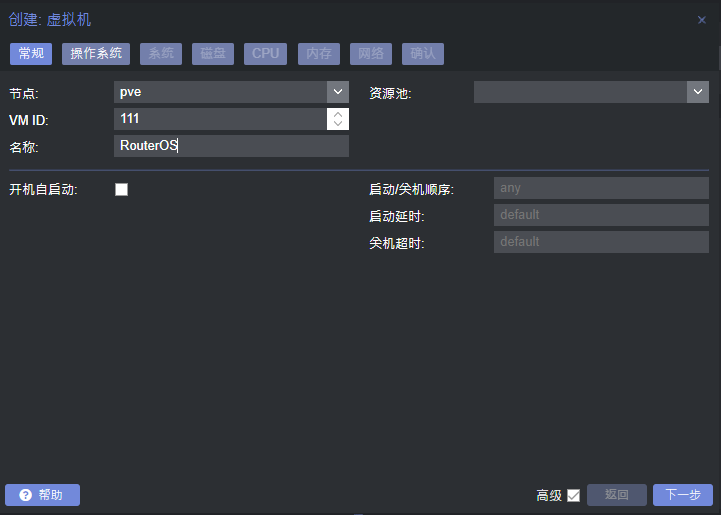 创建: 虚拟机
常规 操作系统 系统 磁盘 CPU 内存 网络 确认
节点: pve 资源池:
VM ID: 111
名称: RouterOS
开机自启动: 启动/关机顺序: any
启动延时: default
关机超时: default
帮助 高级 返回 下一步